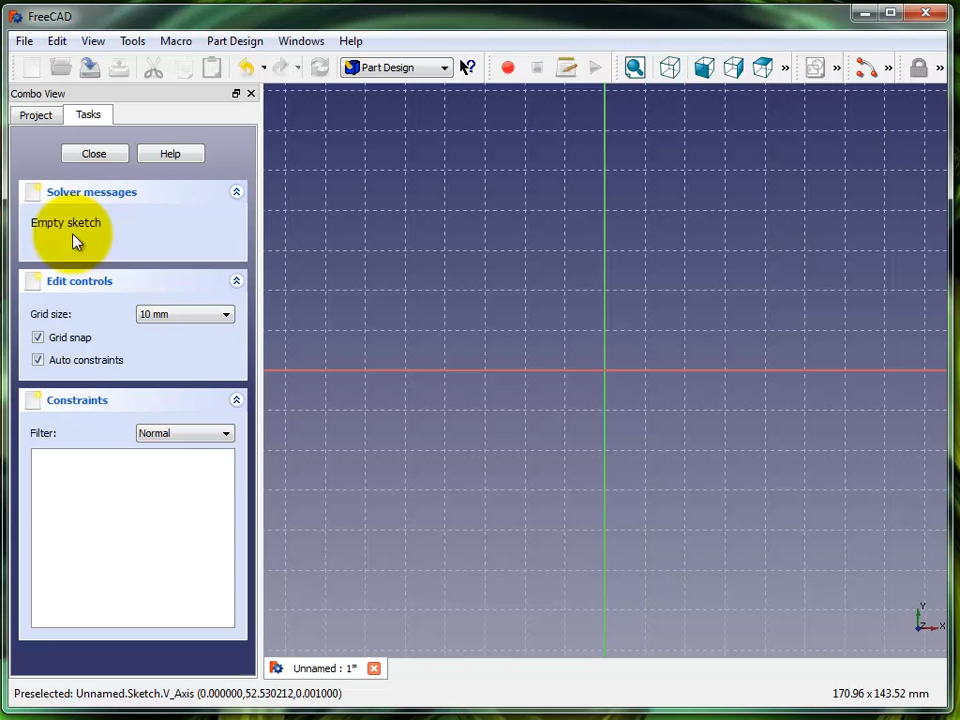 FreeCAD
File Edit View Tools Macro Part Design Windows Help
Part Design
Combo View
Project Tasks
Close Help
Solver messages
Empty sketch
Edit controls
Grid size: 10 mm
Grid snap
Auto constraints
Constraints
Filter: Normal
Y
Z X
Unnamed : 1*
Preselected: Unnamed.Sketch.V_Axis (0.000000,52.530212,0.001000) 170.96 x 143.52 mm